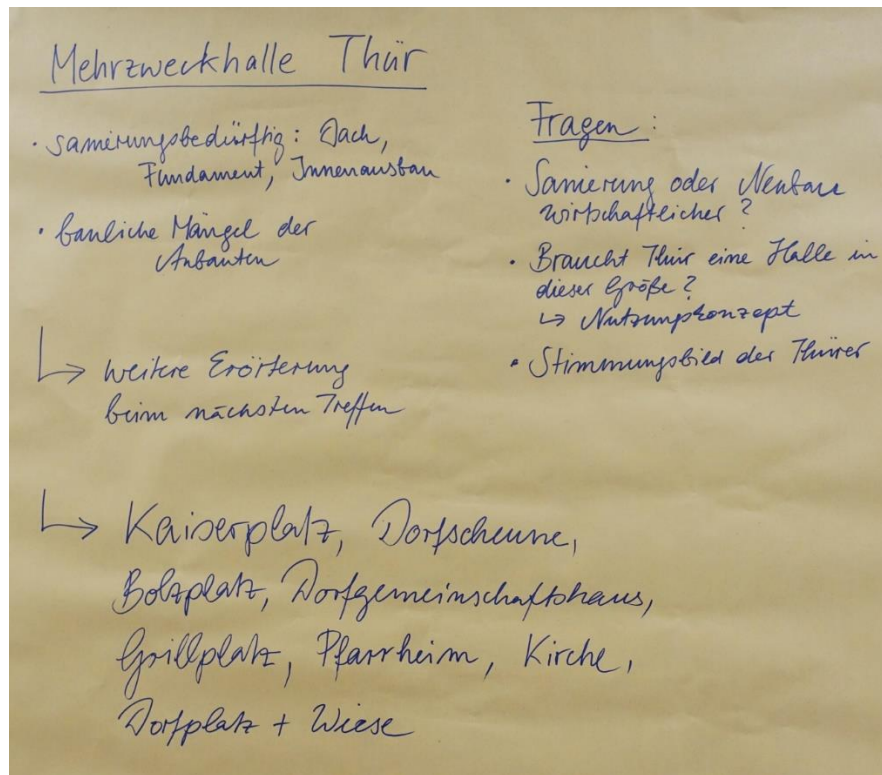 Mehrzweckhalle Thür
· sanierungsbedürftig: Dach,
Fundament, Innenausbau
· bauliche Mängel der
Anbauten
↳ weitere Erörterung
beim nächsten Treffen
Fragen:
· Sanierung oder Neubau
wirtschaftlicher?
· Braucht Thür eine Halle in
dieser Größe?
↳ Nutzungskonzept
· Stimmungsbild der Thürer
↳ Kaiserplatz, Dorfscheune,
Bolzplatz, Dorfgemeinschaftshaus,
Grillplatz, Pfarrheim, Kirche,
Dorfplatz + Wiese